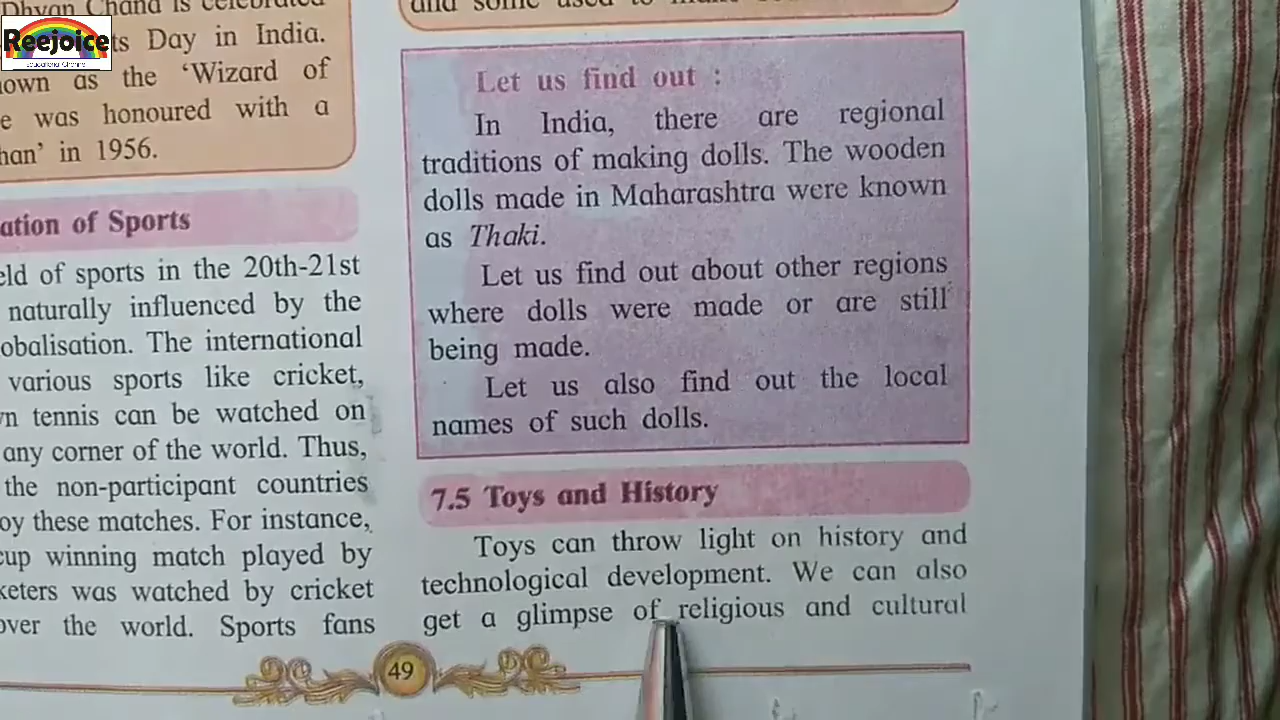 Dhyan Chand is celebrated
Reejoice
Educational Channel
ts Day in India.
own as the ‘Wizard of
e was honoured with a
han’ in 1956.
ation of Sports
eld of sports in the 20th-21st
naturally influenced by the
obalisation. The international
various sports like cricket,
n tennis can be watched on
any corner of the world. Thus,
the non-participant countries
oy these matches. For instance,
cup winning match played by
keters was watched by cricket
over the world. Sports fans
and some used to make
Let us find out :
In India, there are regional
traditions of making dolls. The wooden
dolls made in Maharashtra were known
as Thaki.
Let us find out about other regions
where dolls were made or are still
being made.
Let us also find out the local
names of such dolls.
7.5 Toys and History
Toys can throw light on history and
technological development. We can also
get a glimpse of religious and cultural
49